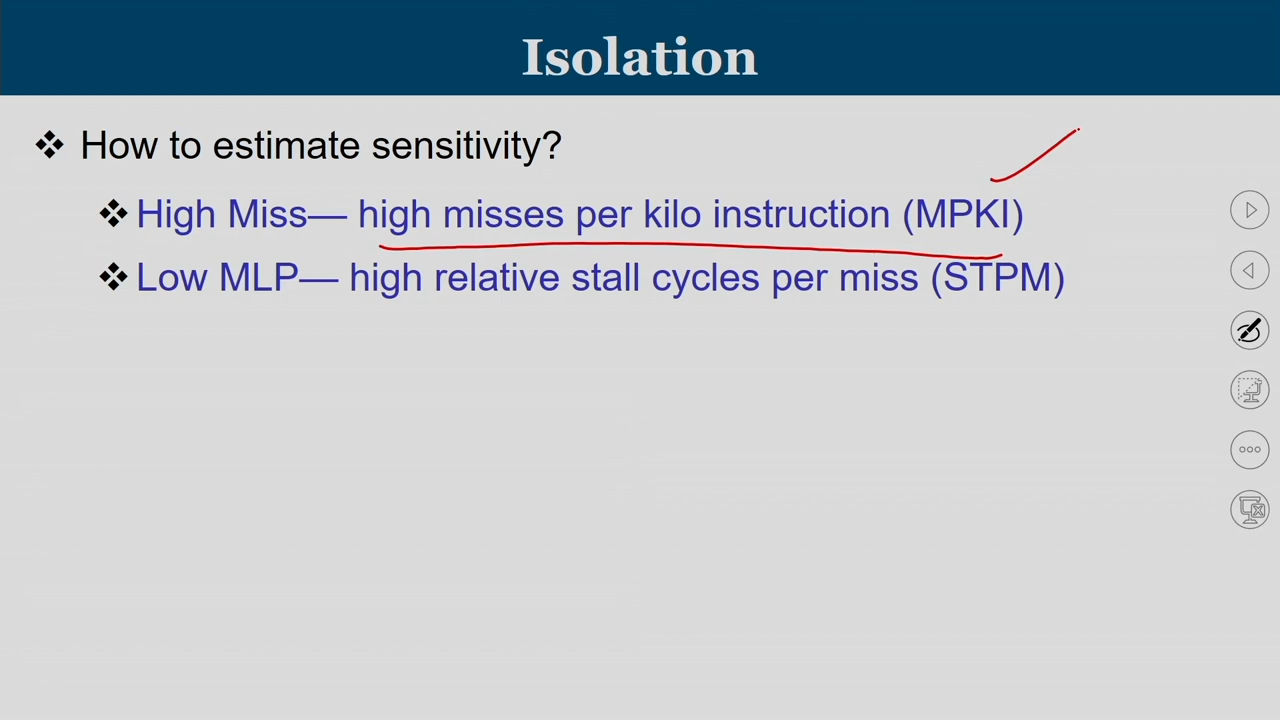 Isolation
❖ How to estimate sensitivity?
❖ High Miss— high misses per kilo instruction (MPKI)
❖ Low MLP— high relative stall cycles per miss (STPM)